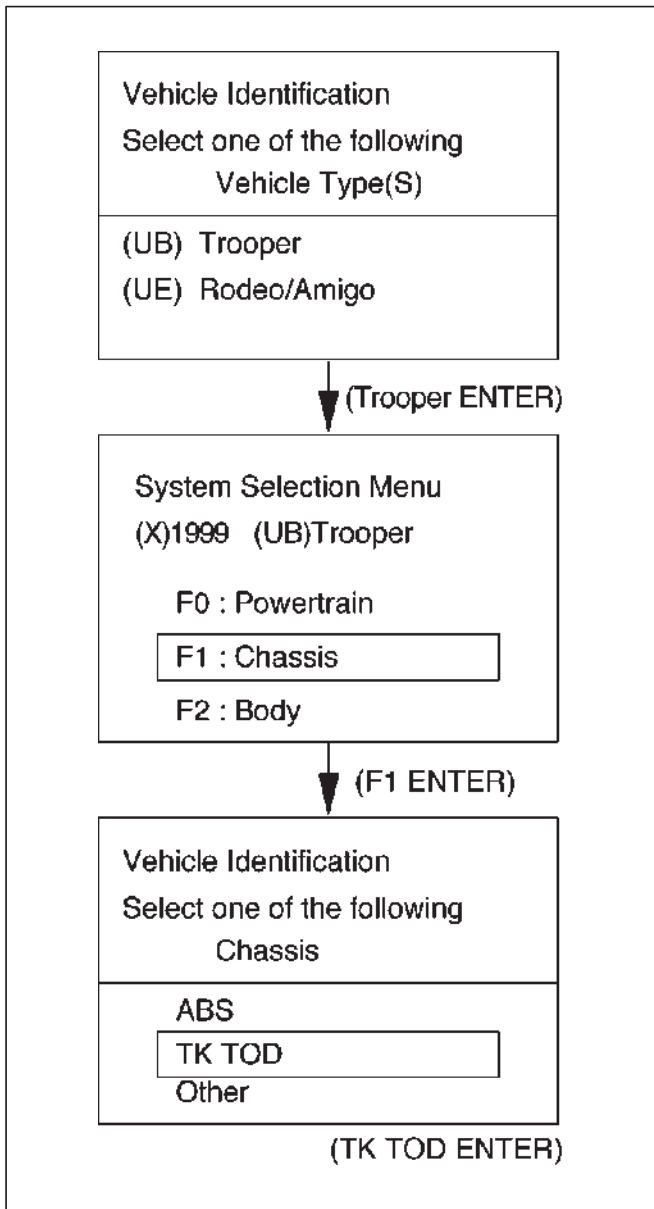 Vehicle Identification
Select one of the following
Vehicle Type(S)
(UB) Trooper
(UE) Rodeo/Amigo
(Trooper ENTER)
System Selection Menu
(X)1999 (UB)Trooper
F0 : Powertrain
F1 : Chassis
F2 : Body
(F1 ENTER)
Vehicle Identification
Select one of the following
Chassis
ABS
TK TOD
Other
(TK TOD ENTER)